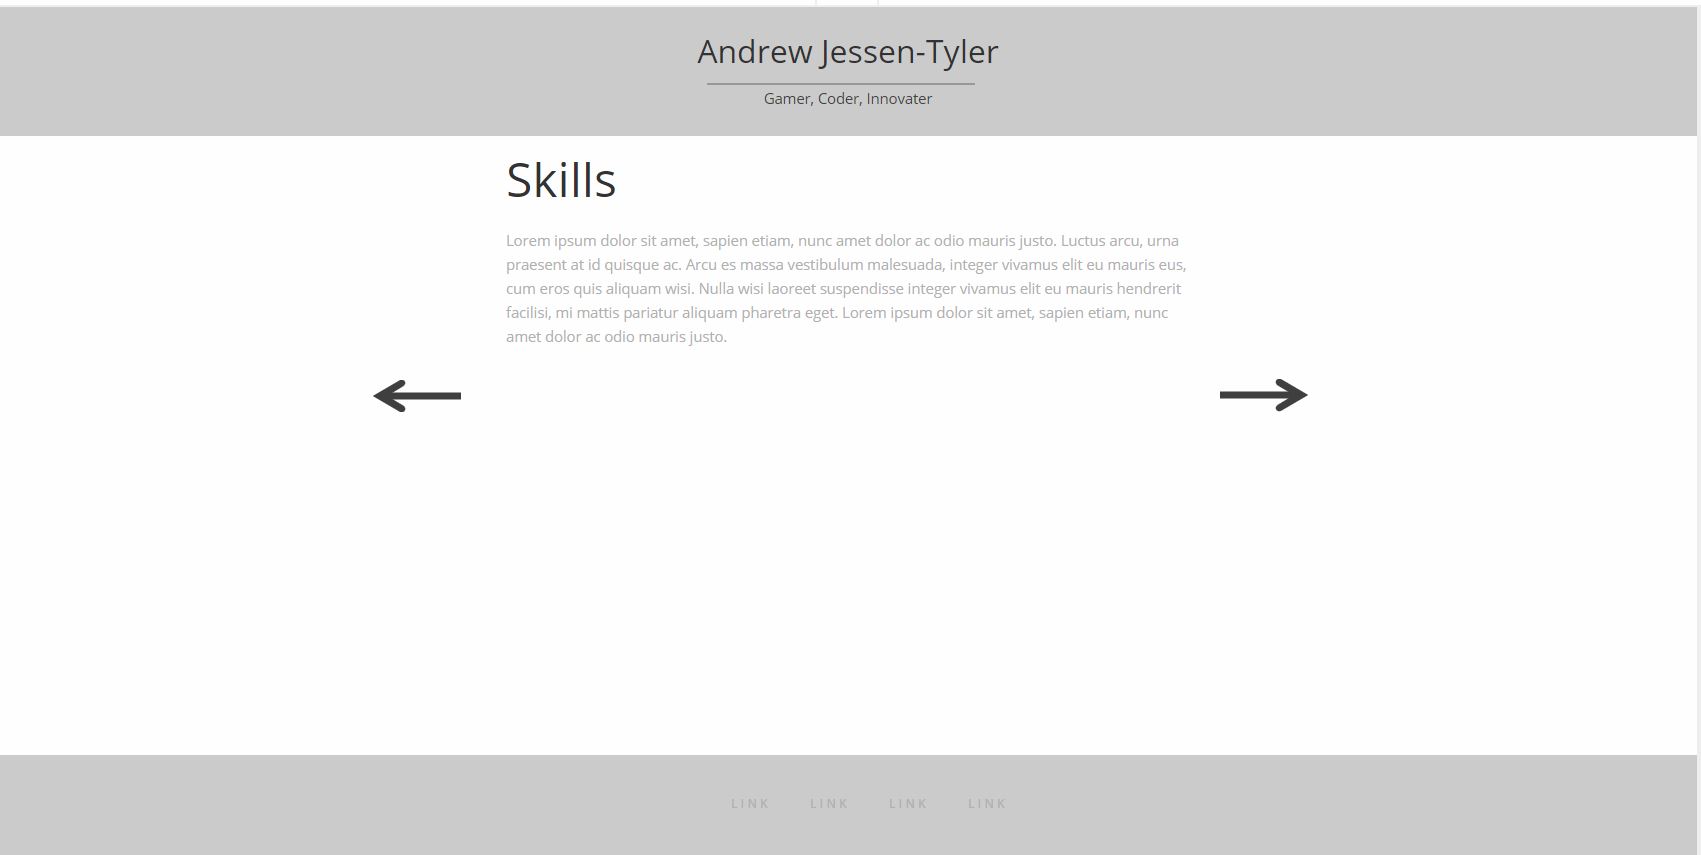 Andrew Jessen-Tyler
Gamer, Coder, Innovater
Skills
Lorem ipsum dolor sit amet, sapien etiam, nunc amet dolor ac odio mauris justo. Luctus arcu, urna
praesent at id quisque ac. Arcu es massa vestibulum malesuada, integer vivamus elit eu mauris eus,
cum eros quis aliquam wisi. Nulla wisi laoreet suspendisse integer vivamus elit eu mauris hendrerit
facilisi, mi mattis pariatur aliquam pharetra eget. Lorem ipsum dolor sit amet, sapien etiam, nunc
amet dolor ac odio mauris justo.
LINK LINK LINK LINK